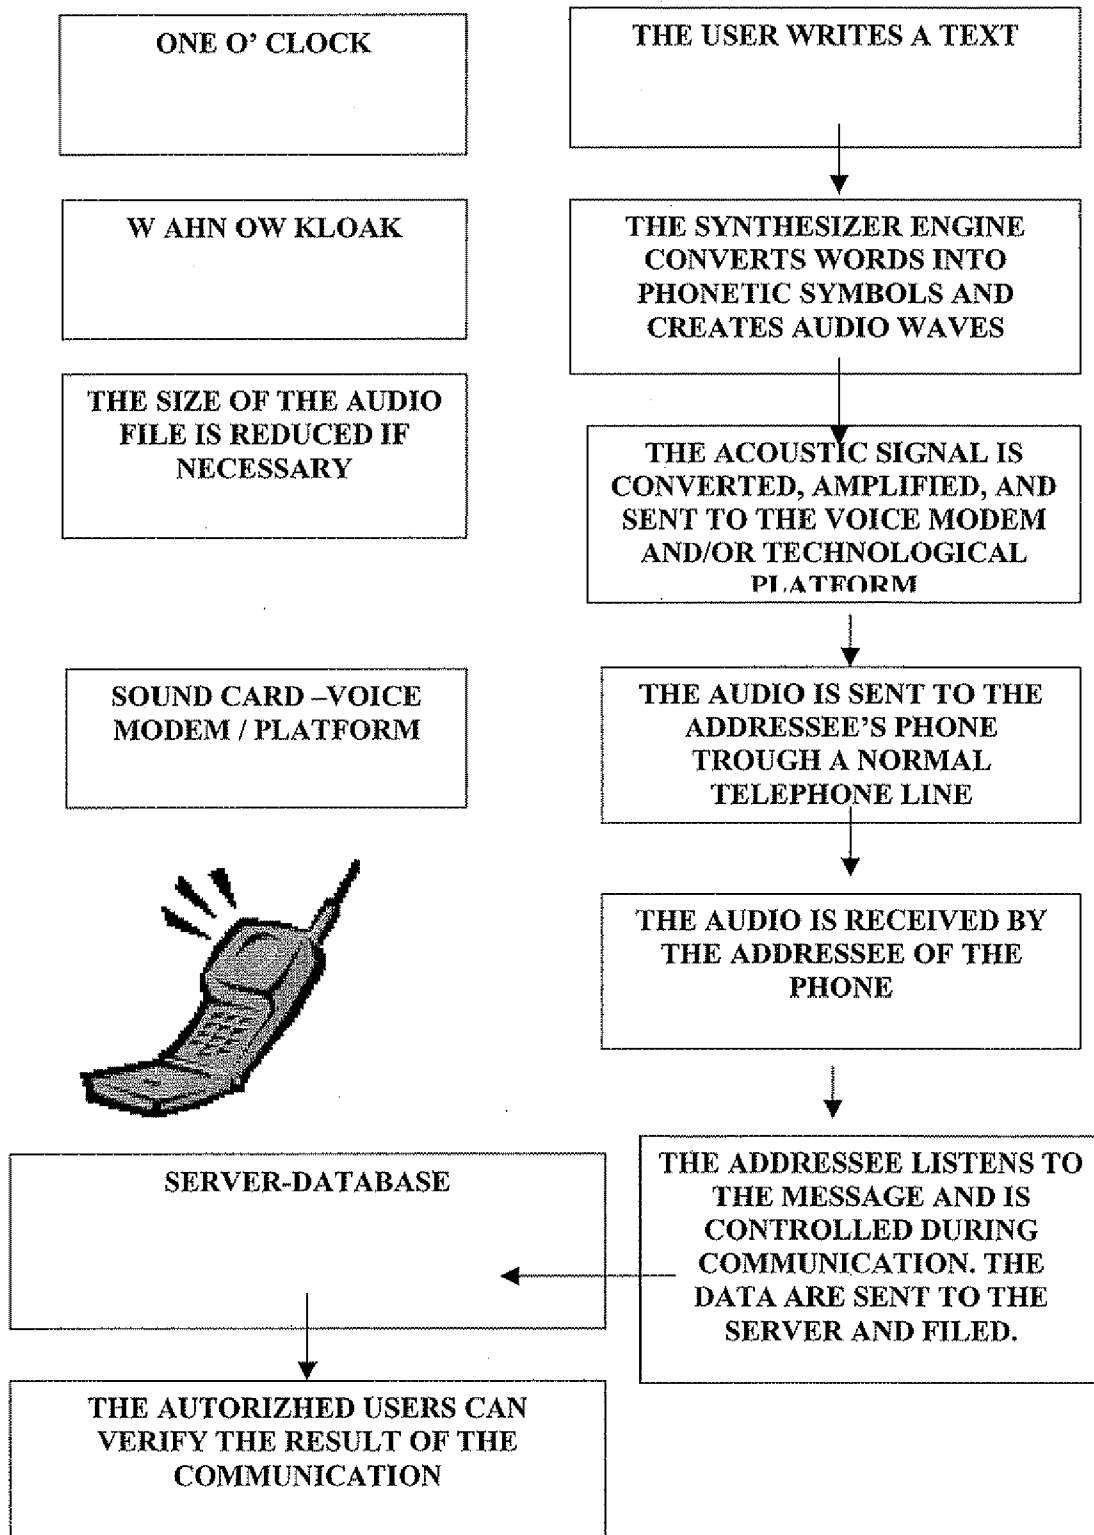 ONE O' CLOCK
THE USER WRITES A TEXT
W AHN OW KLOAK
THE SYNTHESIZER ENGINE
CONVERTS WORDS INTO
PHONETIC SYMBOLS AND
CREATES AUDIO WAVES
THE SIZE OF THE AUDIO
FILE IS REDUCED IF
NECESSARY
THE ACOUSTIC SIGNAL IS
CONVERTED, AMPLIFIED, AND
SENT TO THE VOICE MODEM
AND/OR TECHNOLOGICAL
PLATFORM
SOUND CARD –VOICE
MODEM / PLATFORM
THE AUDIO IS SENT TO THE
ADDRESSEE'S PHONE
TROUGH A NORMAL
TELEPHONE LINE
THE AUDIO IS RECEIVED BY
THE ADDRESSEE OF THE
PHONE
SERVER-DATABASE
THE ADDRESSEE LISTENS TO
THE MESSAGE AND IS
CONTROLLED DURING
COMMUNICATION. THE
DATA ARE SENT TO THE
SERVER AND FILED.
THE AUTORIZHED USERS CAN
VERIFY THE RESULT OF THE
COMMUNICATION